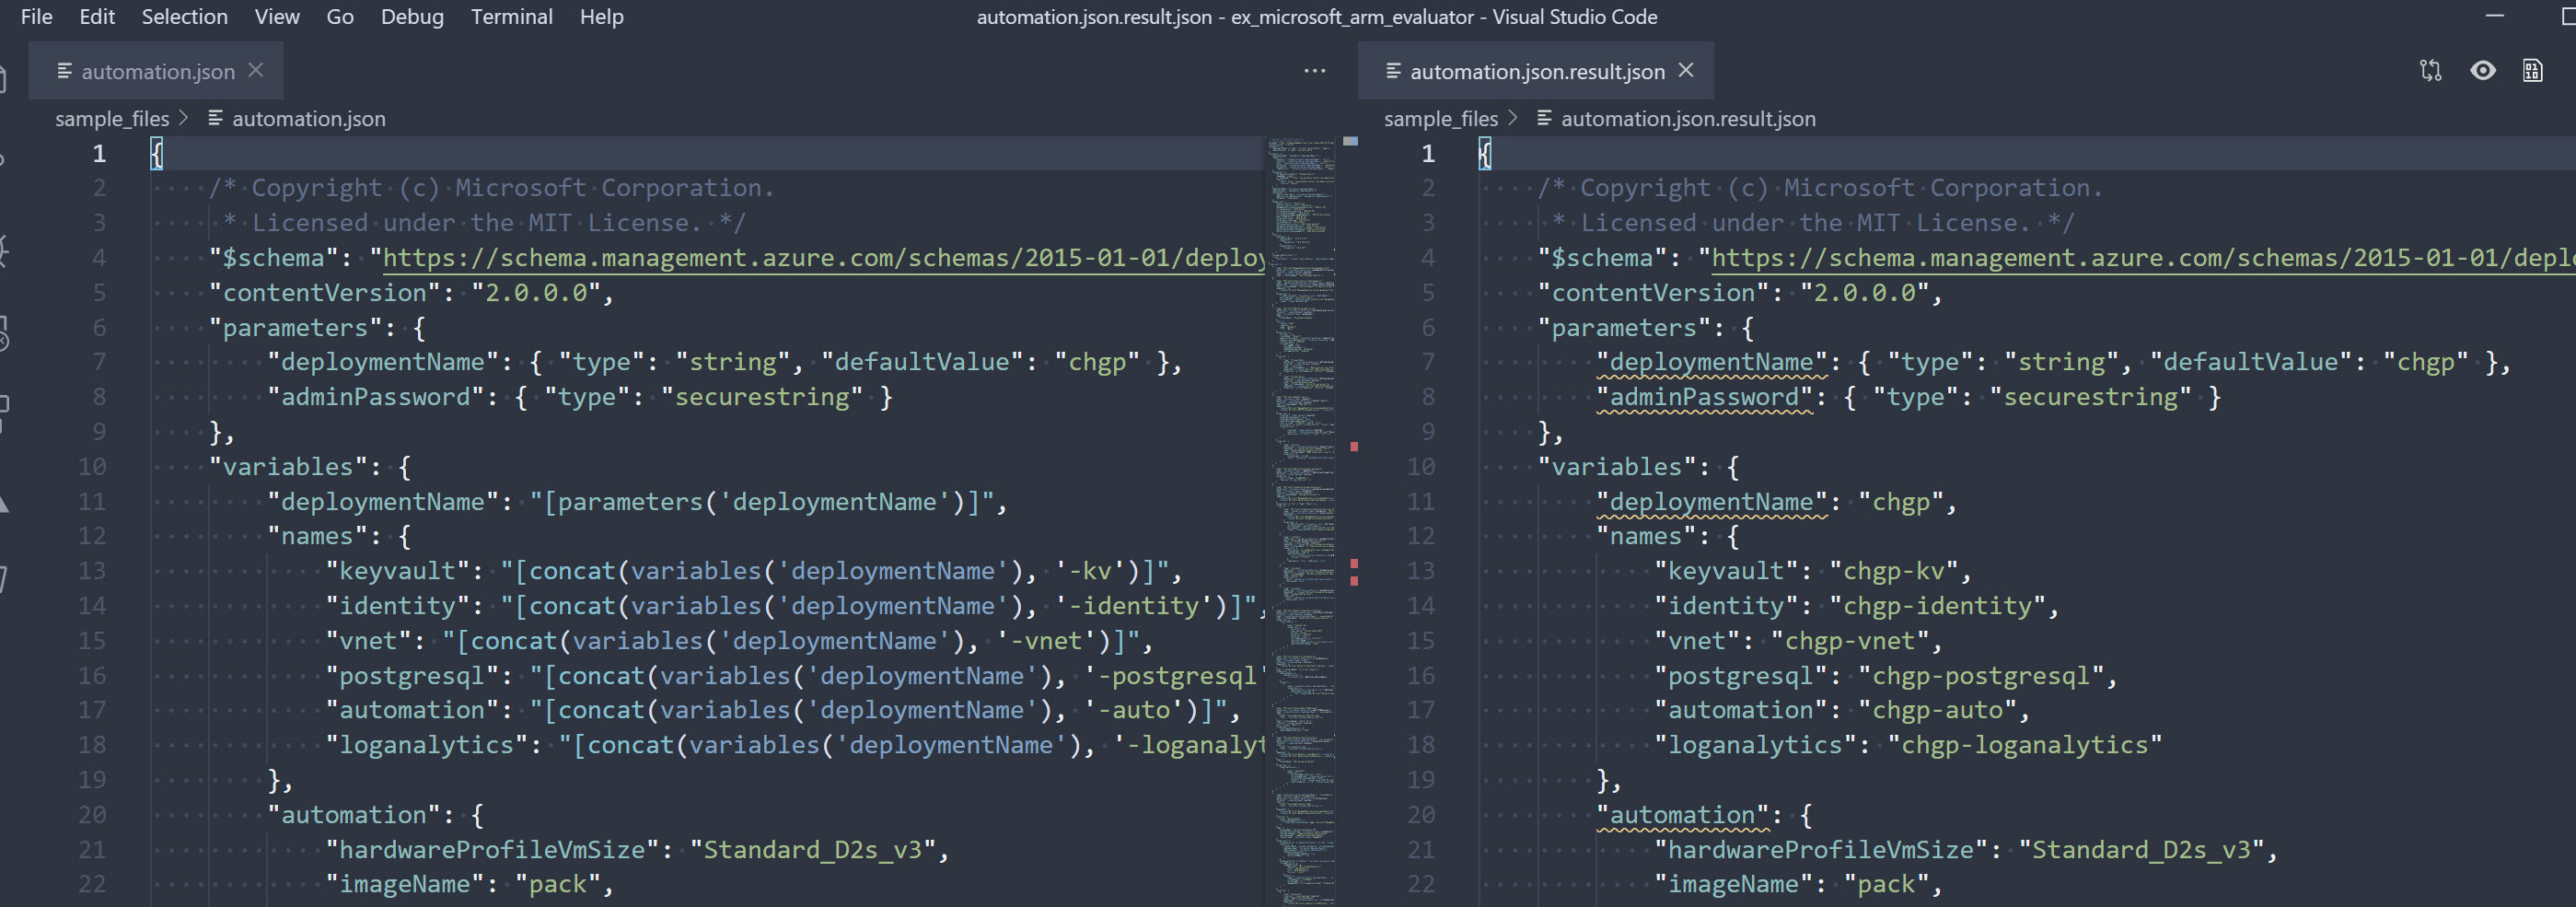 File Edit Selection View Go Debug Terminal Help
automation.json.result.json - ex_microsoft_arm_evaluator - Visual Studio Code
automation.json
sample_files > automation.json
1 {
2 /* Copyright (c) Microsoft Corporation.
3 * Licensed under the MIT License. */
4 "$schema": "https://schema.management.azure.com/schemas/2015-01-01/deploy
5 "contentVersion": "2.0.0.0",
6 "parameters": {
7 "deploymentName": { "type": "string", "defaultValue": "chgp" },
8 "adminPassword": { "type": "securestring" }
9 },
10 "variables": {
11 "deploymentName": "[parameters('deploymentName')]",
12 "names": {
13 "keyvault": "[concat(variables('deploymentName'), '-kv')]",
14 "identity": "[concat(variables('deploymentName'), '-identity')]",
15 "vnet": "[concat(variables('deploymentName'), '-vnet')]",
16 "postgresql": "[concat(variables('deploymentName'), '-postgresql'
17 "automation": "[concat(variables('deploymentName'), '-auto')]",
18 "loganalytics": "[concat(variables('deploymentName'), '-loganalyt
19 },
20 "automation": {
21 "hardwareProfileVmSize": "Standard_D2s_v3",
22 "imageName": "pack",
automation.json.result.json
sample_files > automation.json.result.json
1 {
2 /* Copyright (c) Microsoft Corporation.
3 * Licensed under the MIT License. */
4 "$schema": "https://schema.management.azure.com/schemas/2015-01-01/deplo
5 "contentVersion": "2.0.0.0",
6 "parameters": {
7 "deploymentName": { "type": "string", "defaultValue": "chgp" },
8 "adminPassword": { "type": "securestring" }
9 },
10 "variables": {
11 "deploymentName": "chgp",
12 "names": {
13 "keyvault": "chgp-kv",
14 "identity": "chgp-identity",
15 "vnet": "chgp-vnet",
16 "postgresql": "chgp-postgresql",
17 "automation": "chgp-auto",
18 "loganalytics": "chgp-loganalytics"
19 },
20 "automation": {
21 "hardwareProfileVmSize": "Standard_D2s_v3",
22 "imageName": "pack",